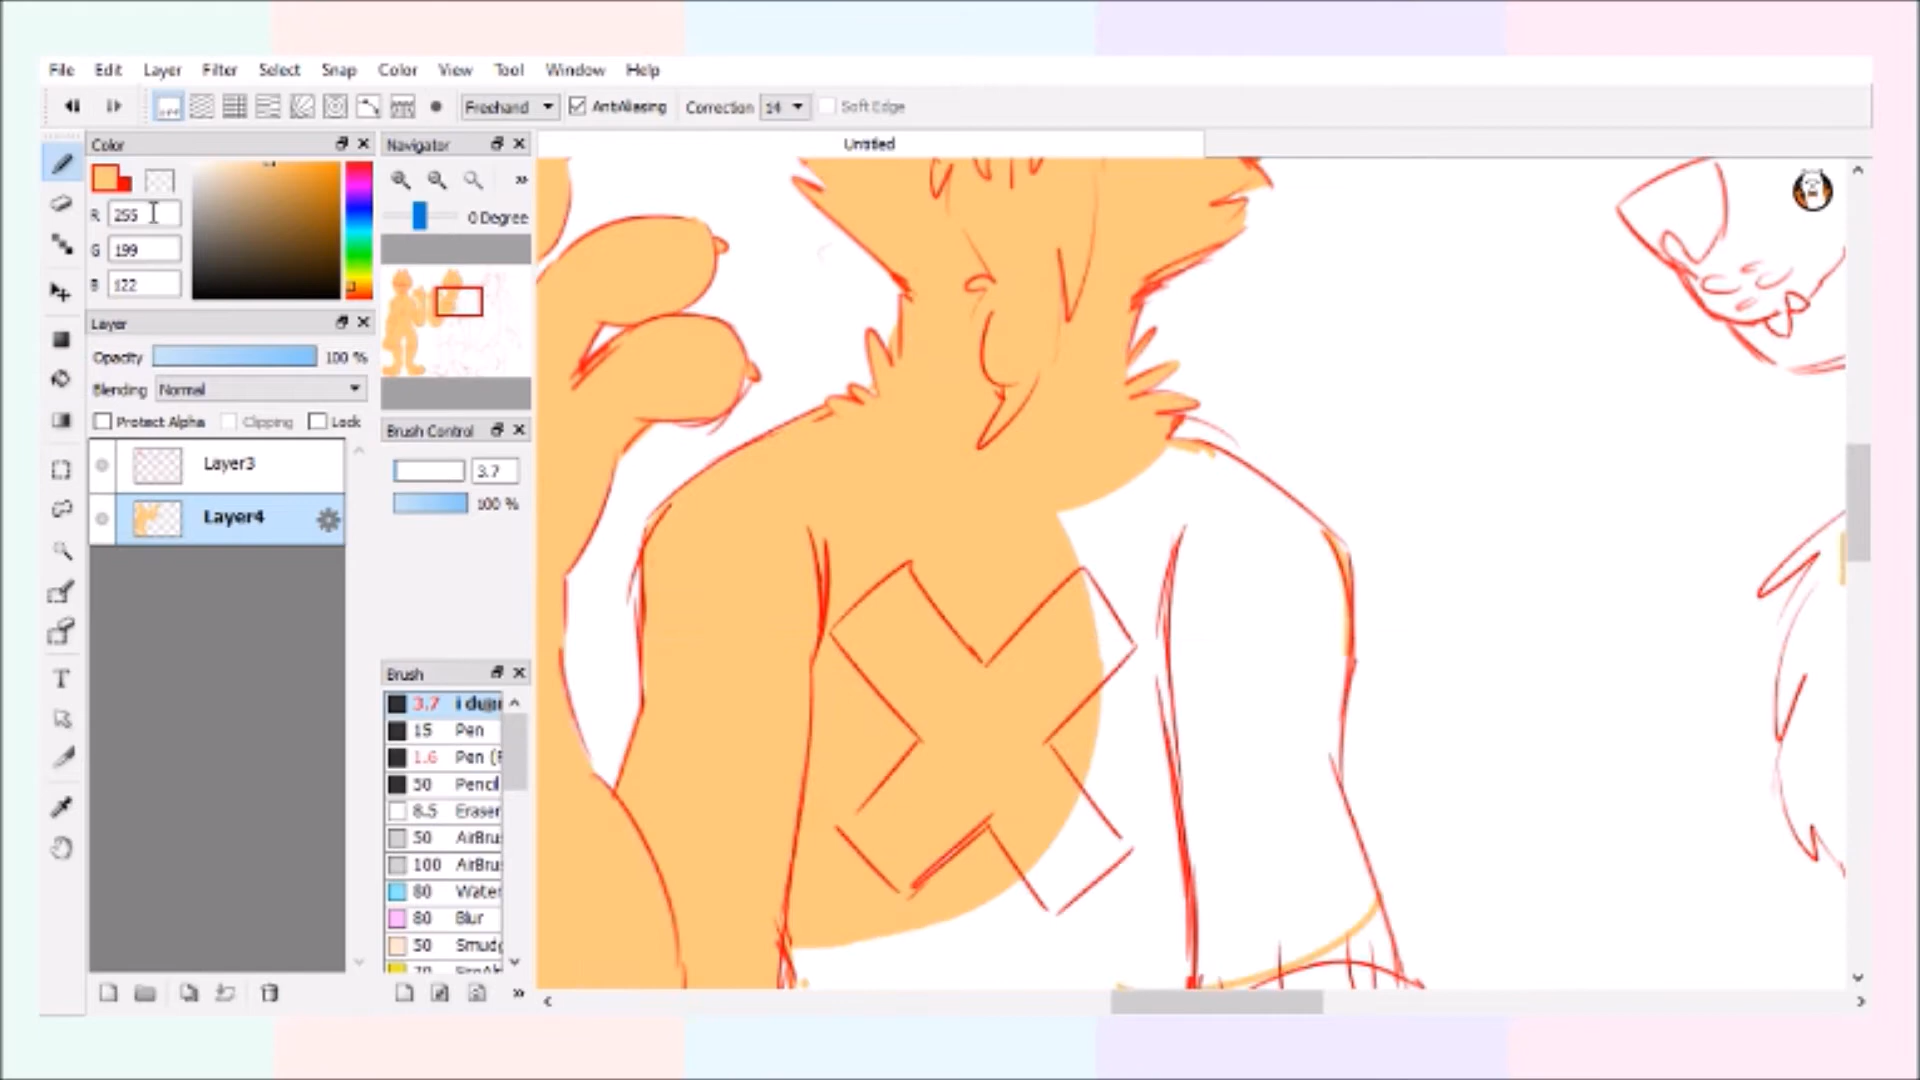 File Edit Layer Filter Select Snap Color View Tool Window Help
OFF Freehand AntiAliasing Correction 14 Soft Edge
Color
R 255
G 199
B 122
Navigator
0 Degree
Untitled
Layer
Opacity 100 %
Blending Normal
Protect Alpha Clipping Lock
Layer3
Layer4
Brush Control
3.7
100 %
Brush
3.7
15 Pen
1.6 Pen (
50 Pencil
8.5 Eraser
50 AirBru
100 AirBru
80 Water
80 Blur
50 Smud